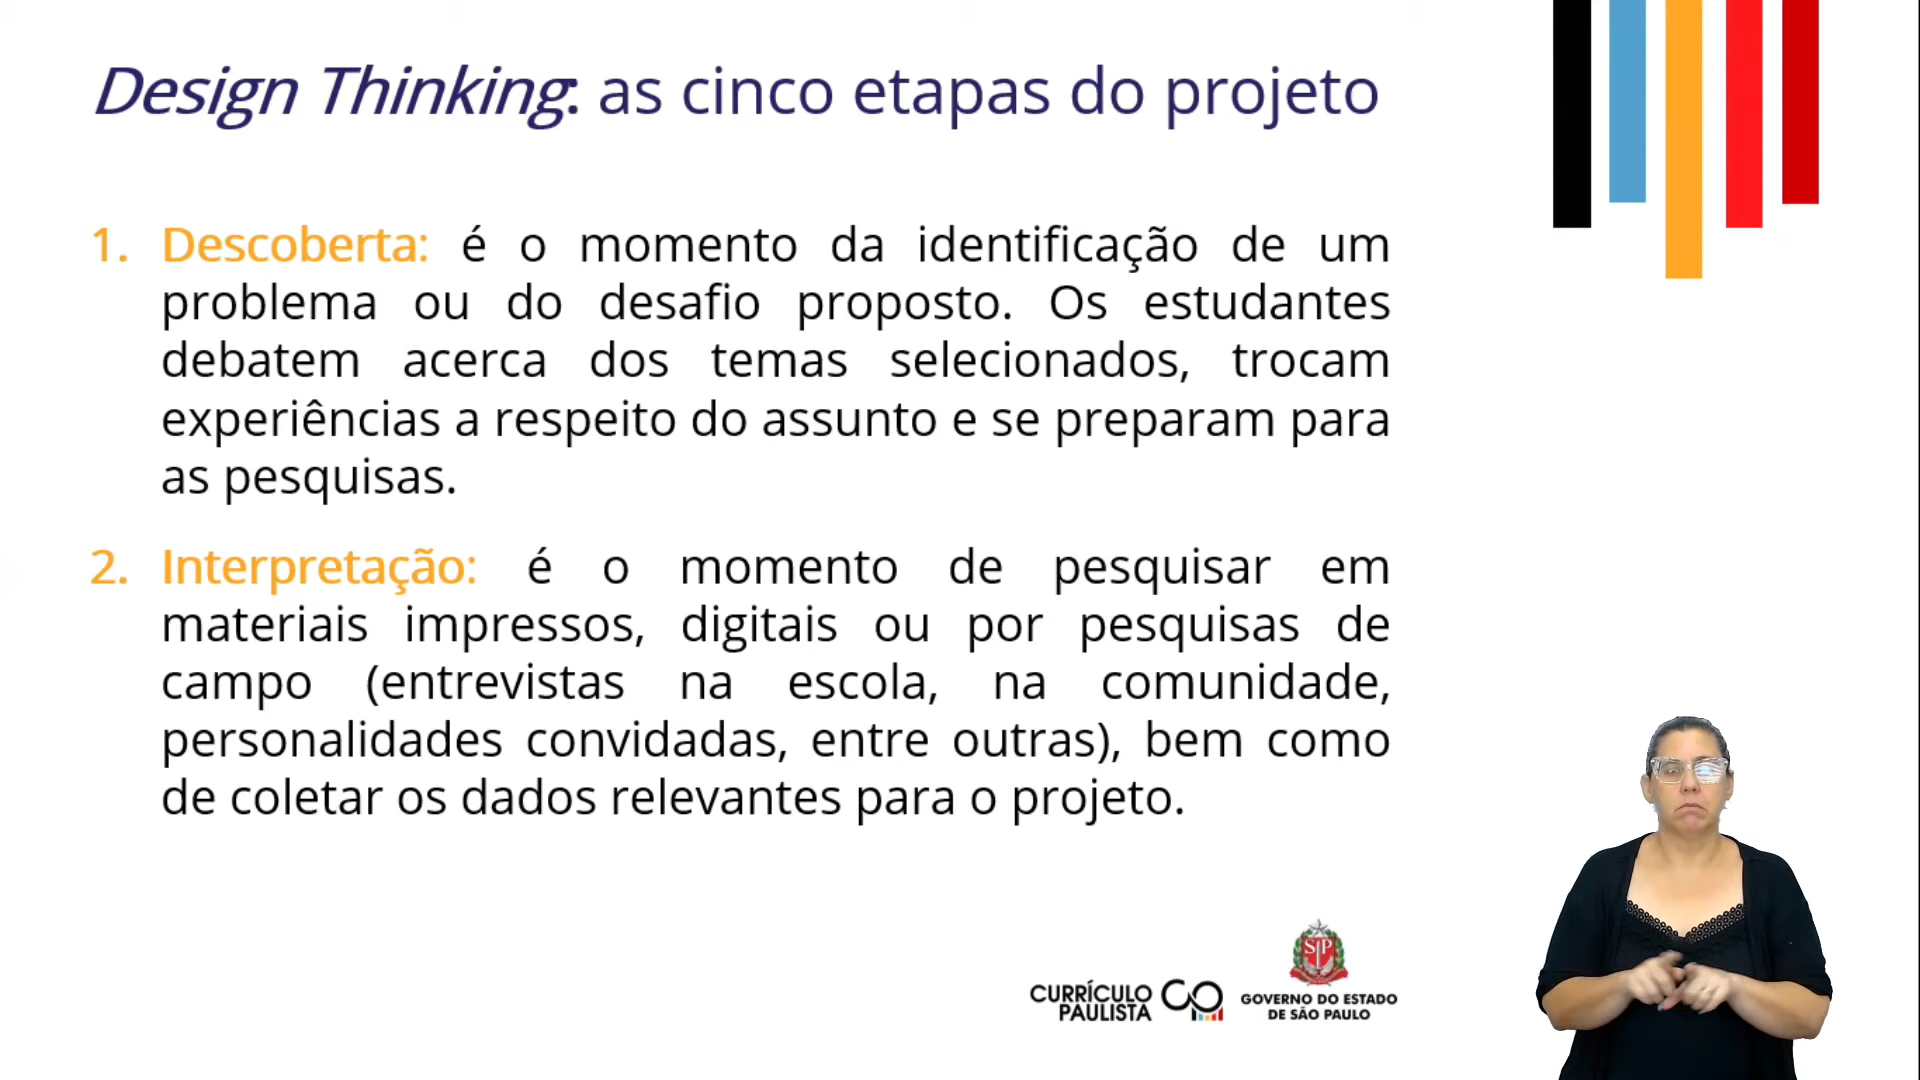 Design Thinking: as cinco etapas do projeto
1. Descoberta: é o momento da identificação de um
problema ou do desafio proposto. Os estudantes
debatem acerca dos temas selecionados, trocam
experiências a respeito do assunto e se preparam para
as pesquisas.
2. Interpretação: é o momento de pesquisar em
materiais impressos, digitais ou por pesquisas de
campo (entrevistas na escola, na comunidade,
personalidades convidadas, entre outras), bem como
de coletar os dados relevantes para o projeto.
CURRÍCULO
PAULISTA
SP
GOVERNO DO ESTADO
DE SÃO PAULO